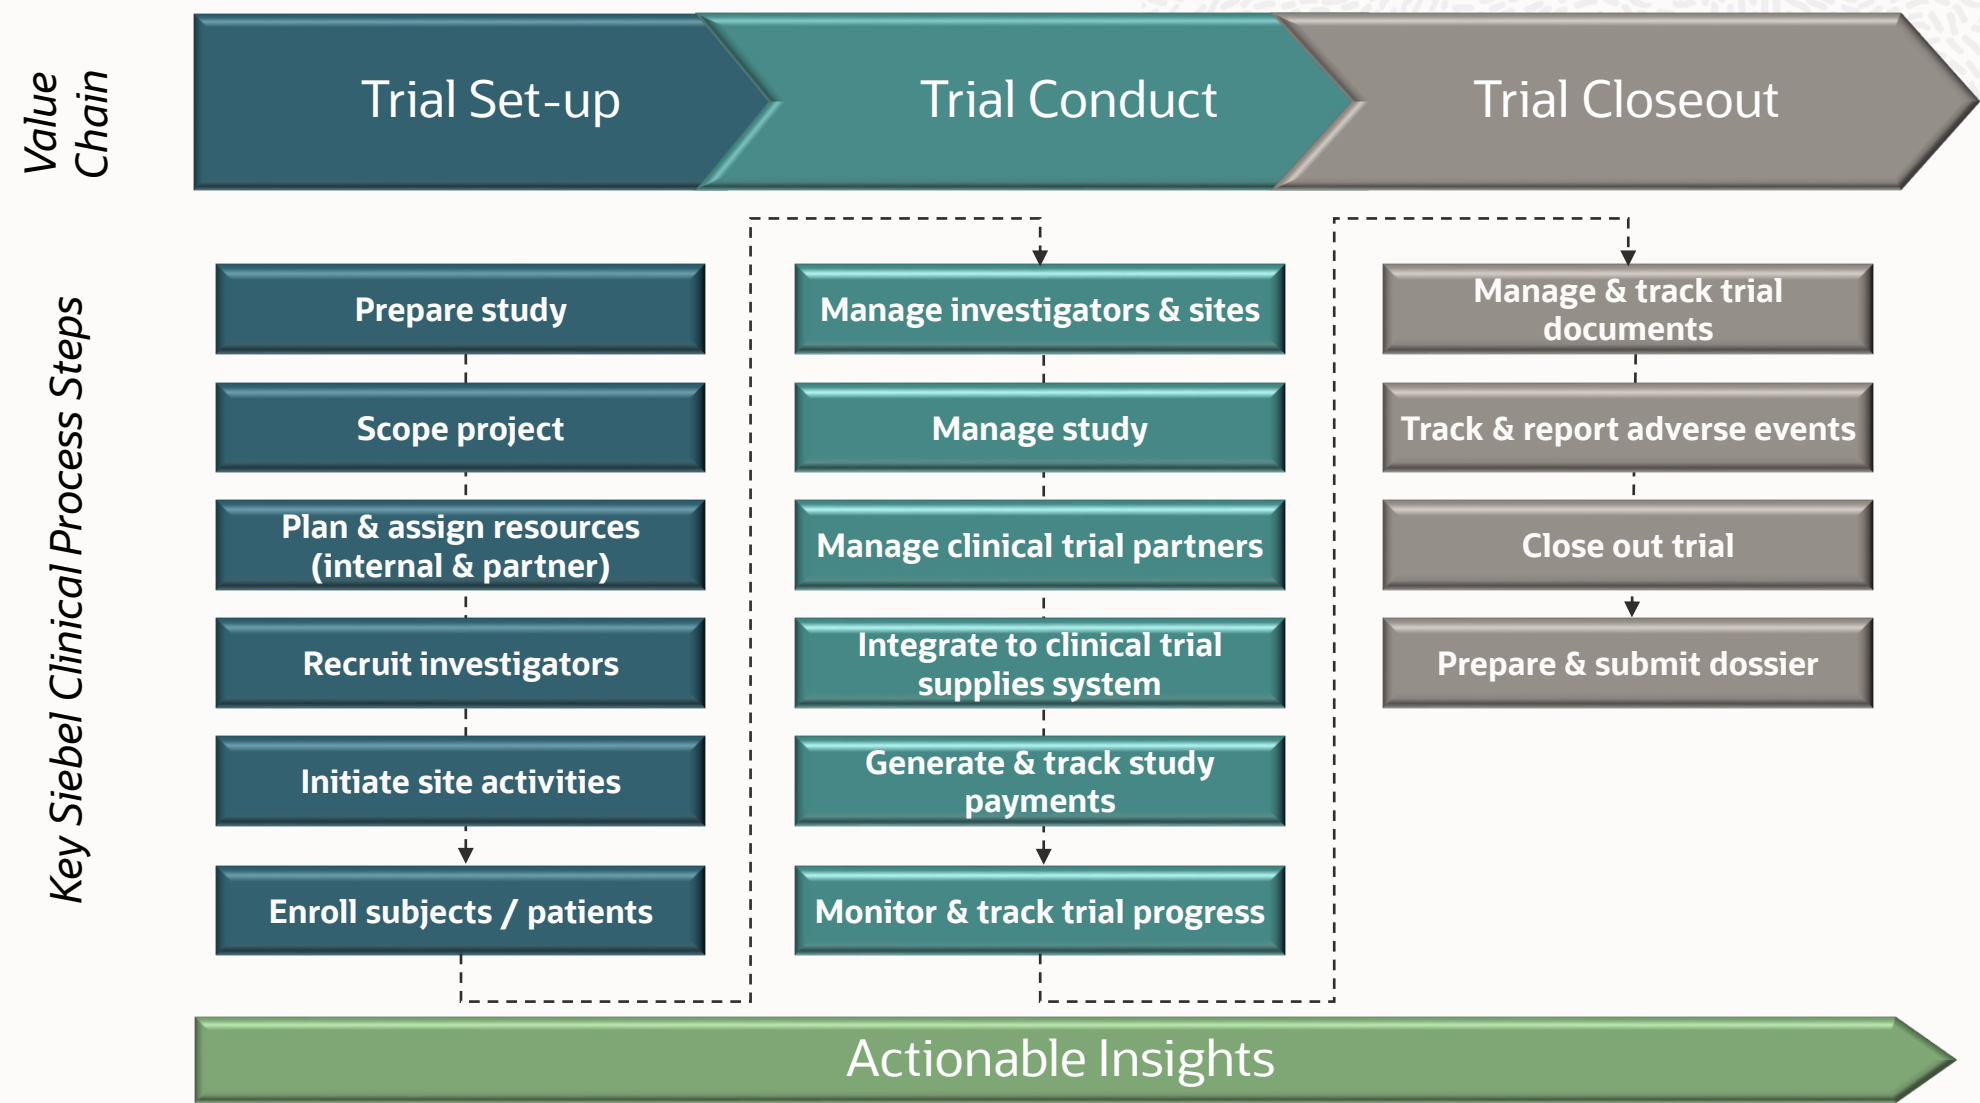 Value
Chain
Trial Set-up
Trial Conduct
Trial Closeout
Key Siebel Clinical Process Steps
Prepare study
Scope project
Plan & assign resources
(internal & partner)
Recruit investigators
Initiate site activities
Enroll subjects / patients
Manage investigators & sites
Manage study
Manage clinical trial partners
Integrate to clinical trial
supplies system
Generate & track study
payments
Monitor & track trial progress
Manage & track trial
documents
Track & report adverse events
Close out trial
Prepare & submit dossier
Actionable Insights